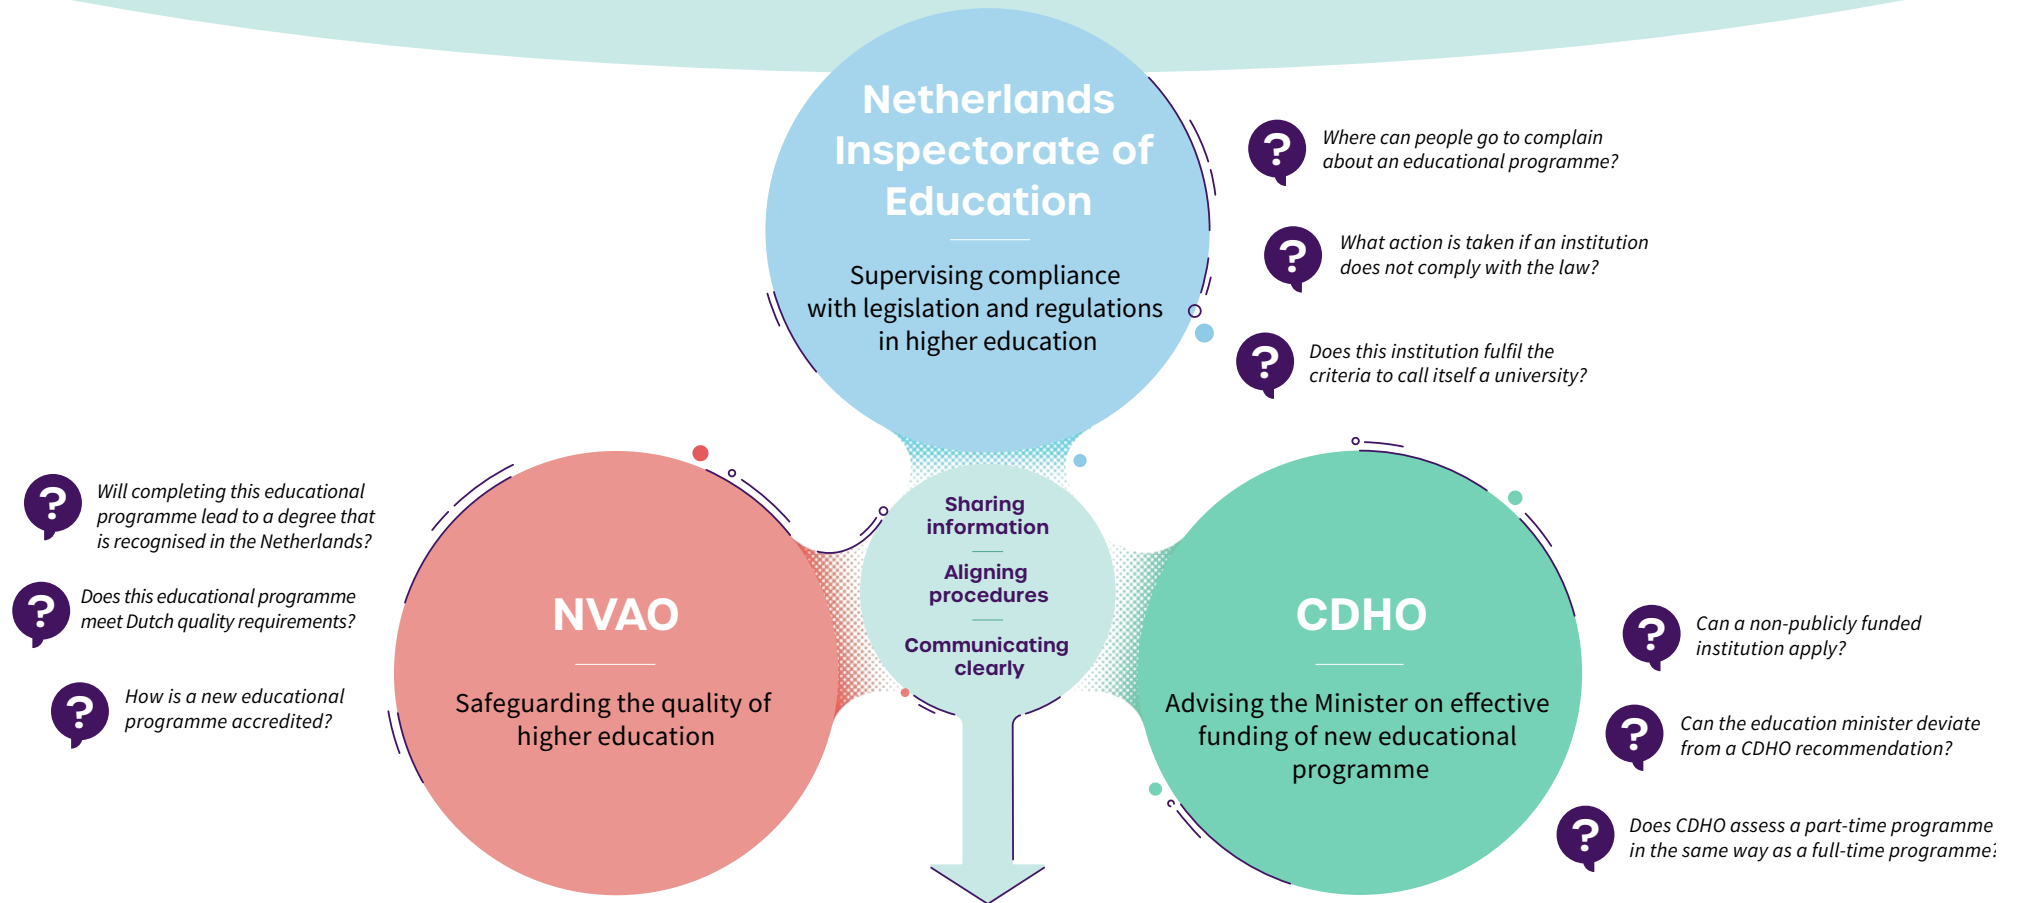 Netherlands
Inspectorate of
Education
Supervising compliance
with legislation and regulations
in higher education
?
Where can people go to complain
about an educational programme?
?
What action is taken if an institution
does not comply with the law?
?
Does this institution fulfil the
criteria to call itself a university?
?
Will completing this educational
programme lead to a degree that
is recognised in the Netherlands?
?
Does this educational programme
meet Dutch quality requirements?
?
How is a new educational
programme accredited?
NVAO
Safeguarding the quality of
higher education
Sharing
information
Aligning
procedures
Communicating
clearly
CDHO
Advising the Minister on effective
funding of new educational
programme
?
Can a non-publicly funded
institution apply?
?
Can the education minister deviate
from a CDHO recommendation?
?
Does CDHO assess a part-time programme
in the same way as a full-time programme?